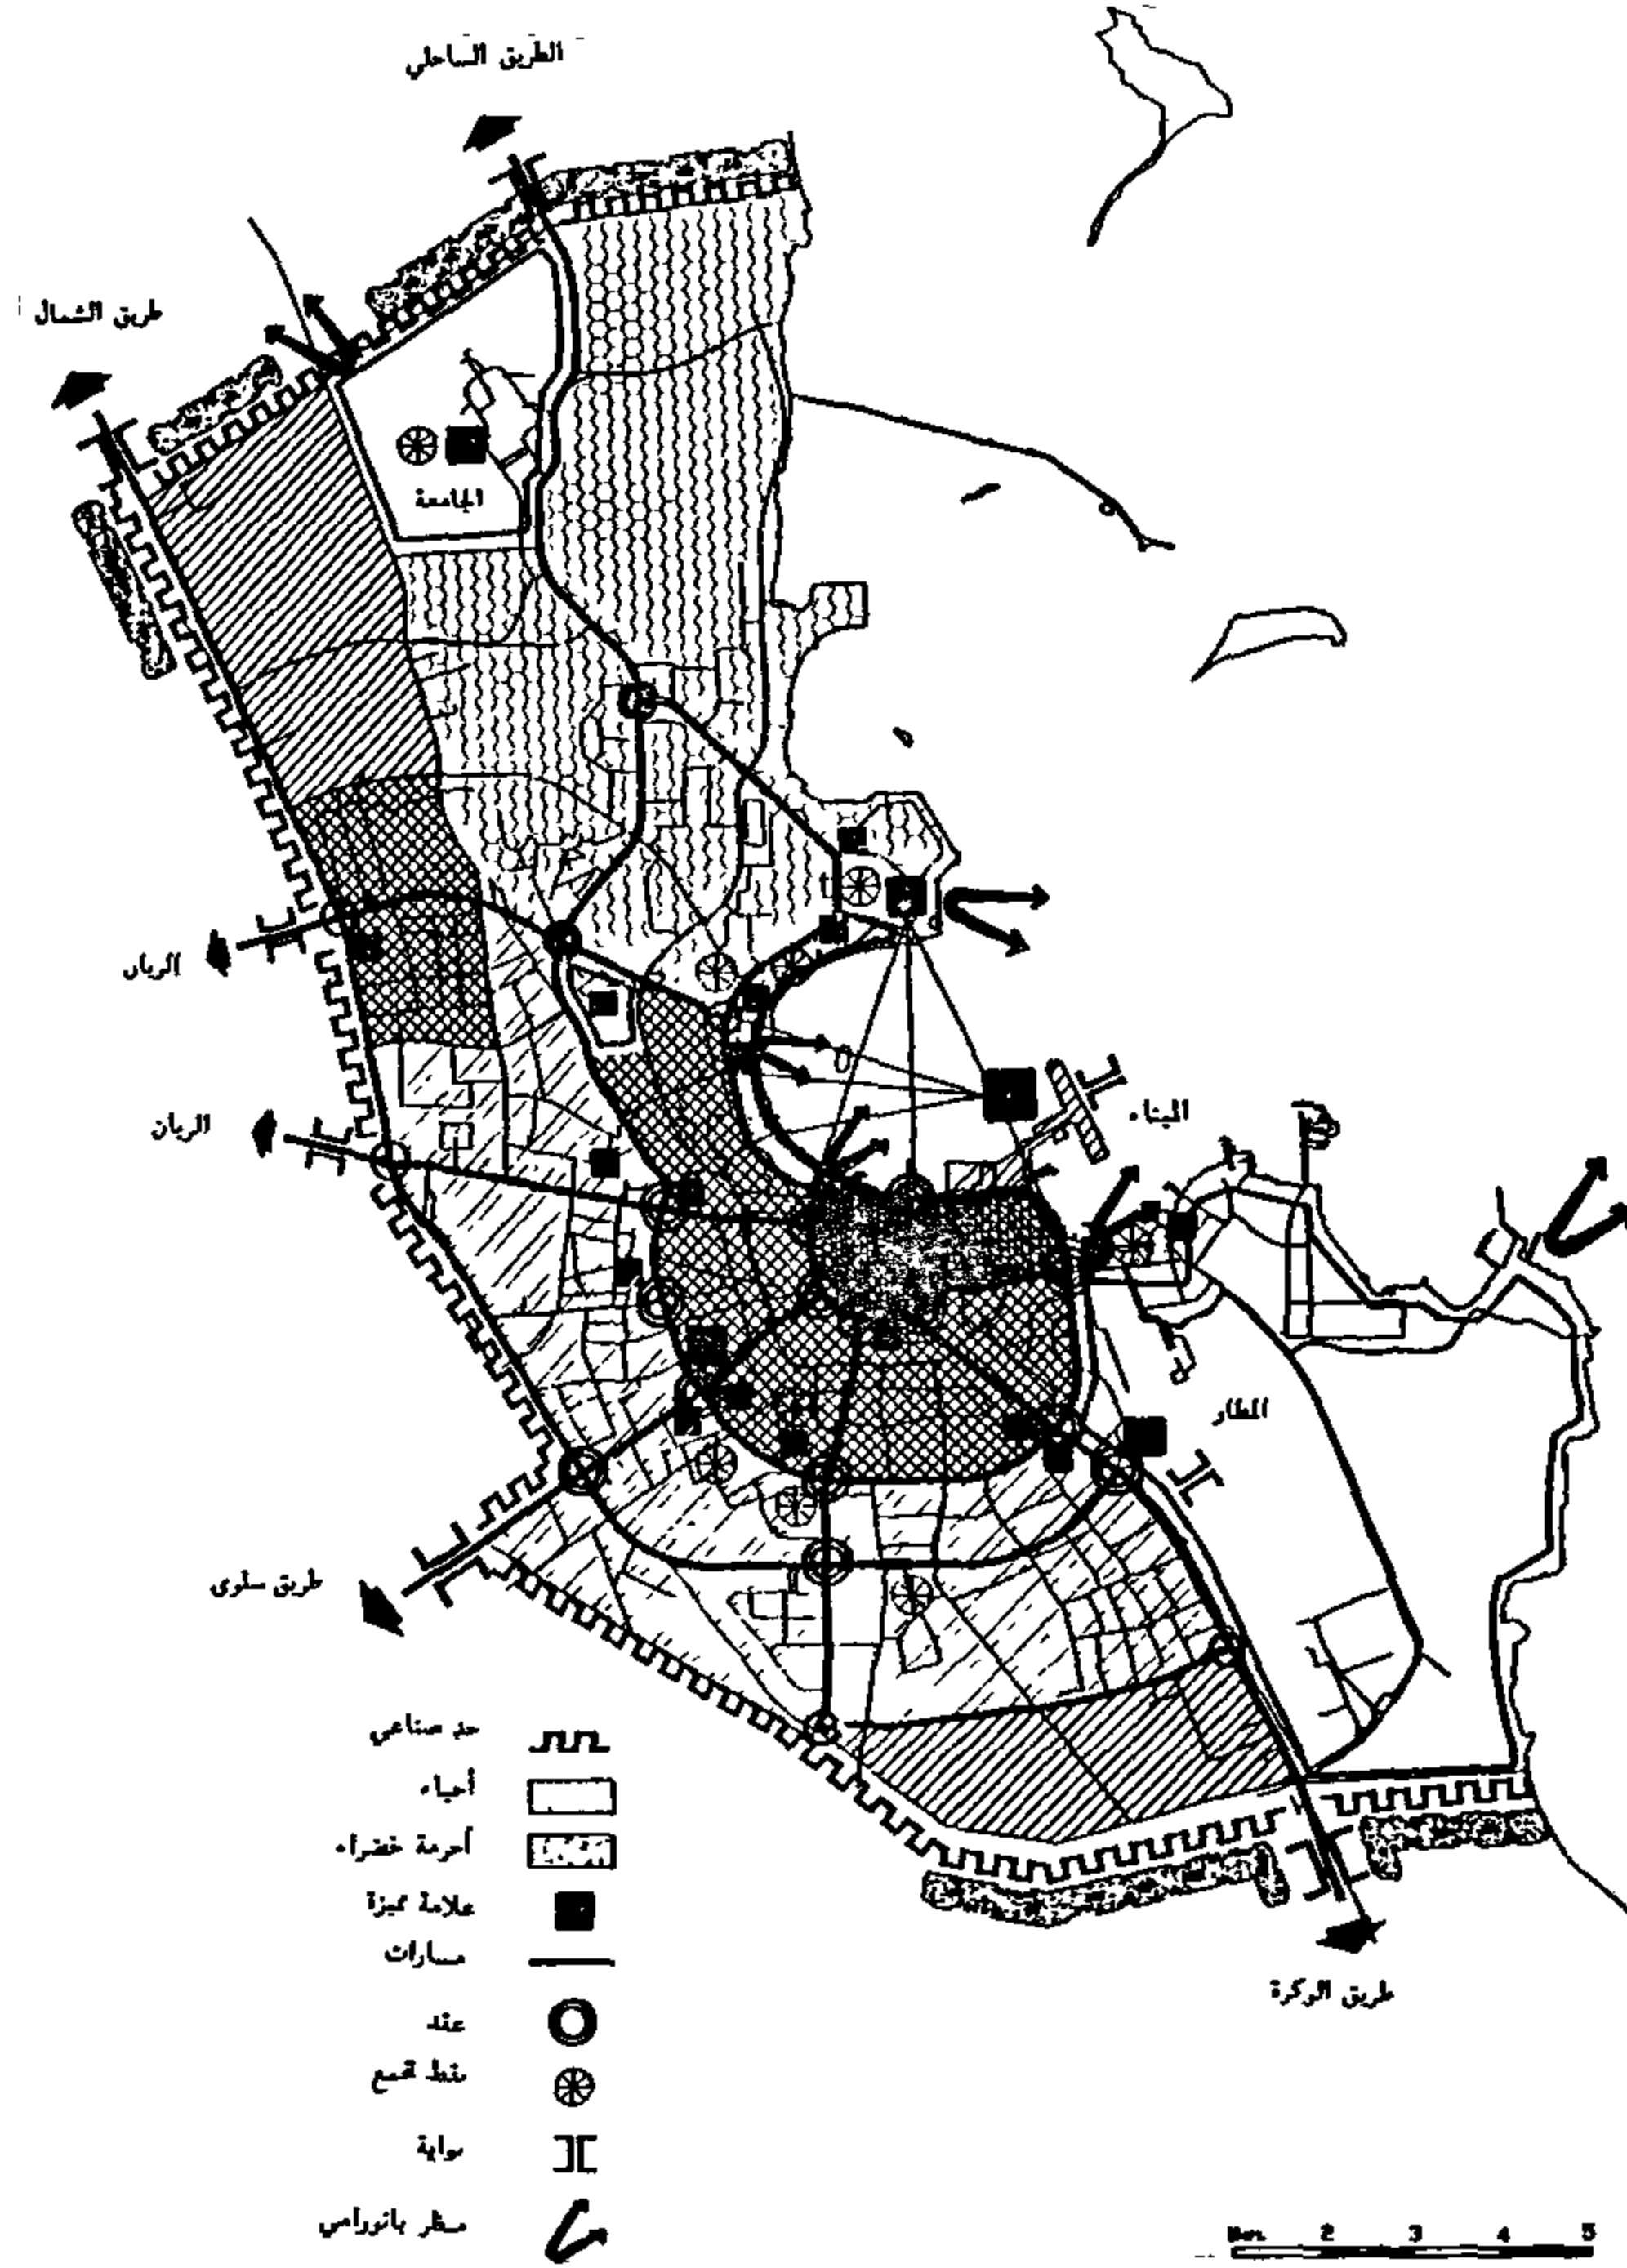 الطريق الساحلي
طريق الشمال
الجامعة
الريان
الميناء
الريان
المطار
طريق سلوى
حد صناعي
أحياء
أحزمة خضراء
علامة مميزة
مسارات
عقد
نقط تجمع
طريق الوكرة
بوابة
منظر بانورامي
2 3 4 5